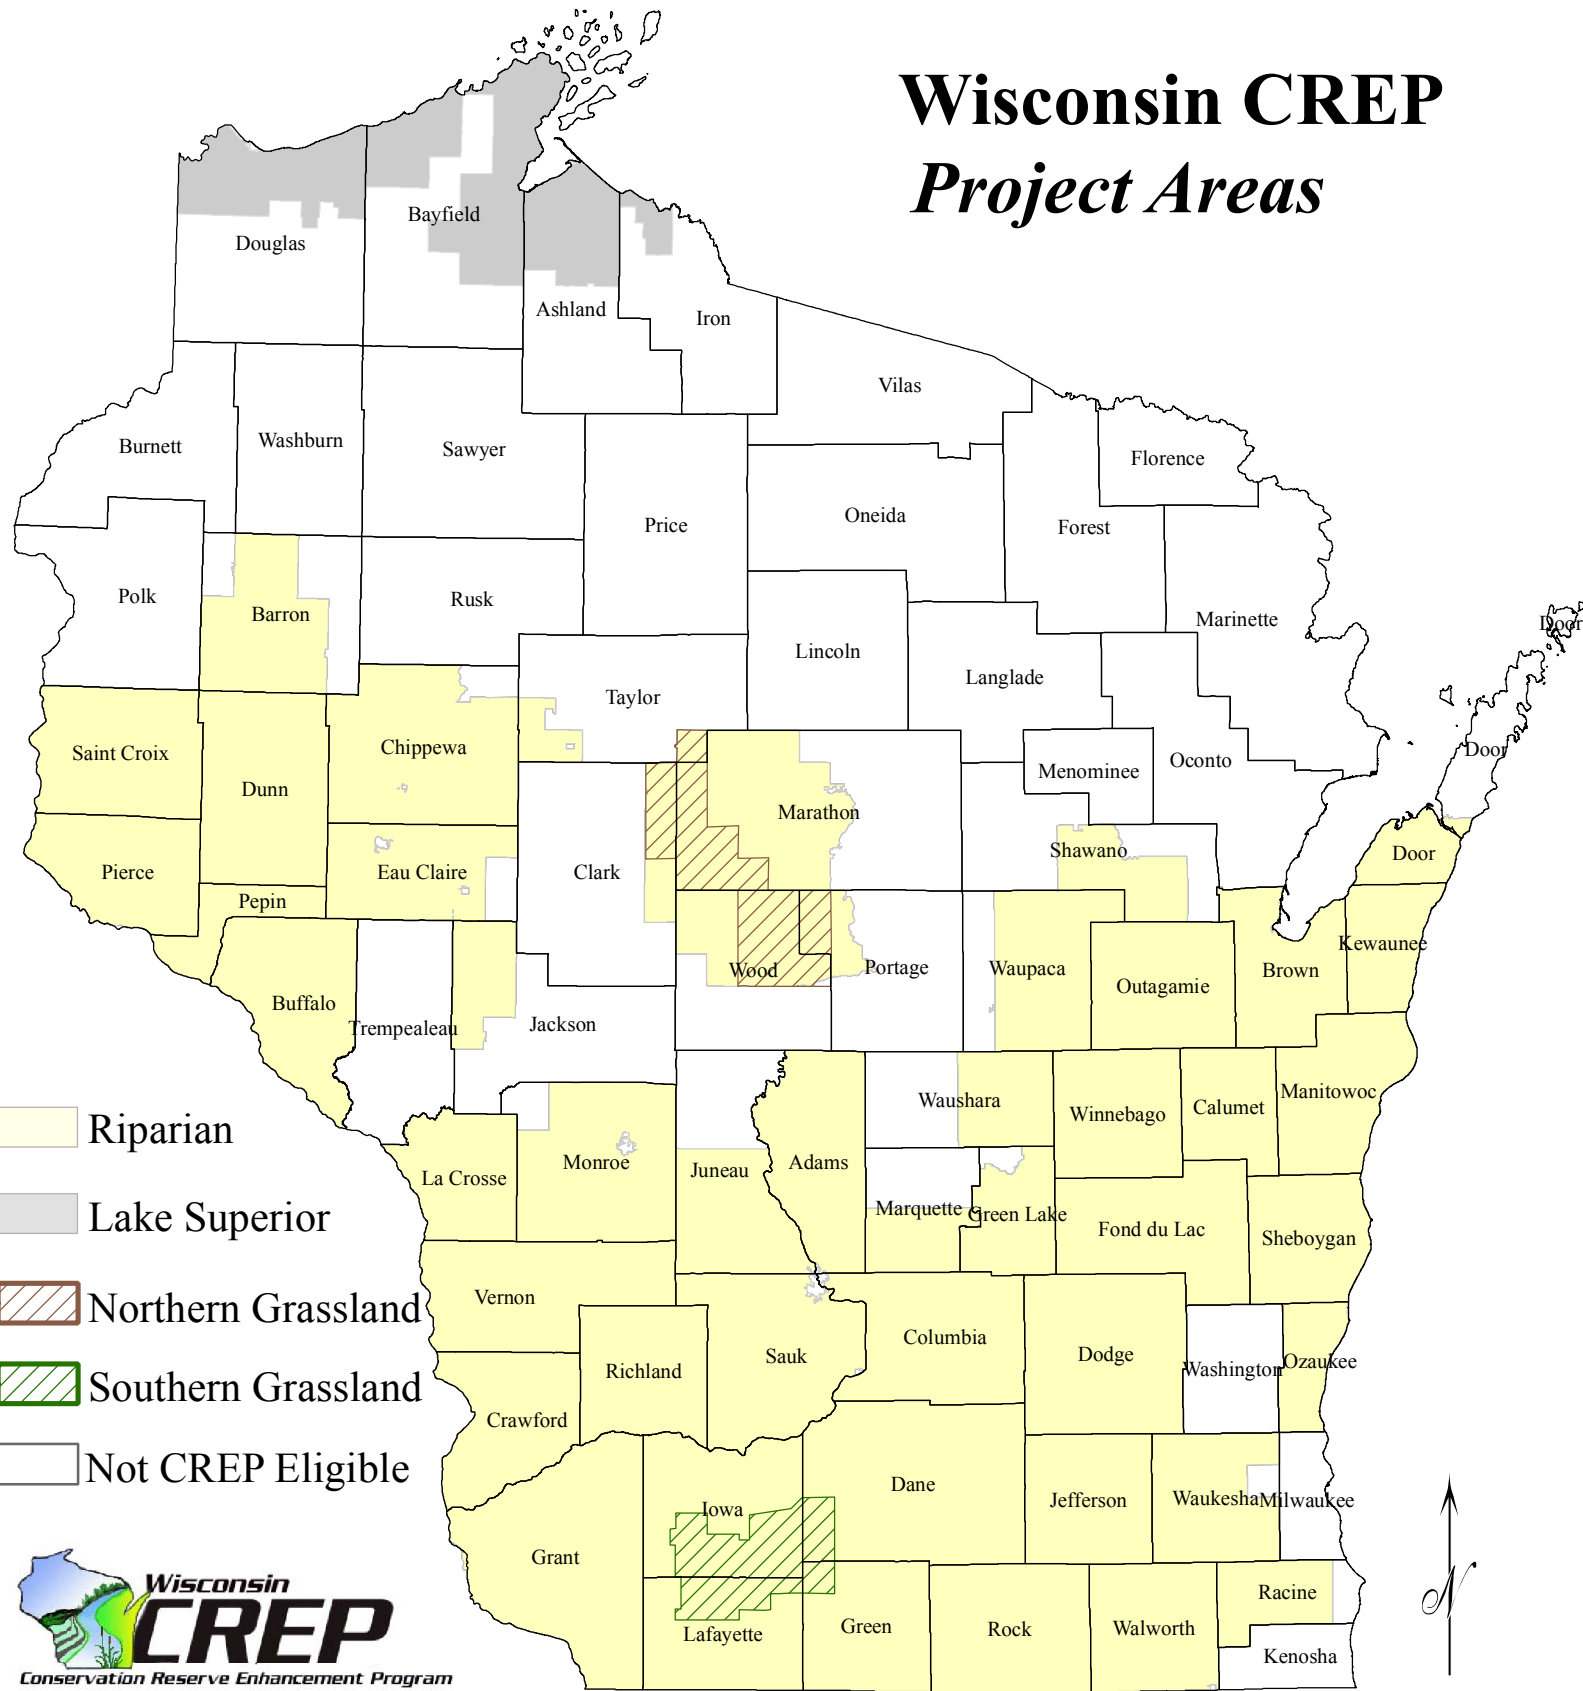 Wisconsin CREP
Project Areas
Bayfield
Douglas
Ashland
Iron
Vilas
Burnett
Washburn
Sawyer
Florence
Price
Oneida
Forest
Polk
Barron
Rusk
Marinette
Door
Lincoln
Langlade
Taylor
Saint Croix
Chippewa
Door
Oconto
Menominee
Dunn
Marathon
Shawano
Door
Pierce
Eau Claire
Clark
Pepin
Kewaunee
Wood
Portage
Waupaca
Brown
Outagamie
Buffalo
Trempealeau
Jackson
Waushara
Winnebago
Calumet
Manitowoc
Riparian
Monroe
Juneau
Adams
La Crosse
Marquette
Green Lake
Fond du Lac
Sheboygan
Lake Superior
Vernon
Northern Grassland
Columbia
Dodge
Sauk
Richland
Washington
Ozaukee
Southern Grassland
Crawford
Not CREP Eligible
Dane
Jefferson
Waukesha
Milwaukee
Iowa
Grant
Racine
Green
Rock
Walworth
Lafayette
Kenosha
N
Wisconsin
CREP
Conservation Reserve Enhancement Program